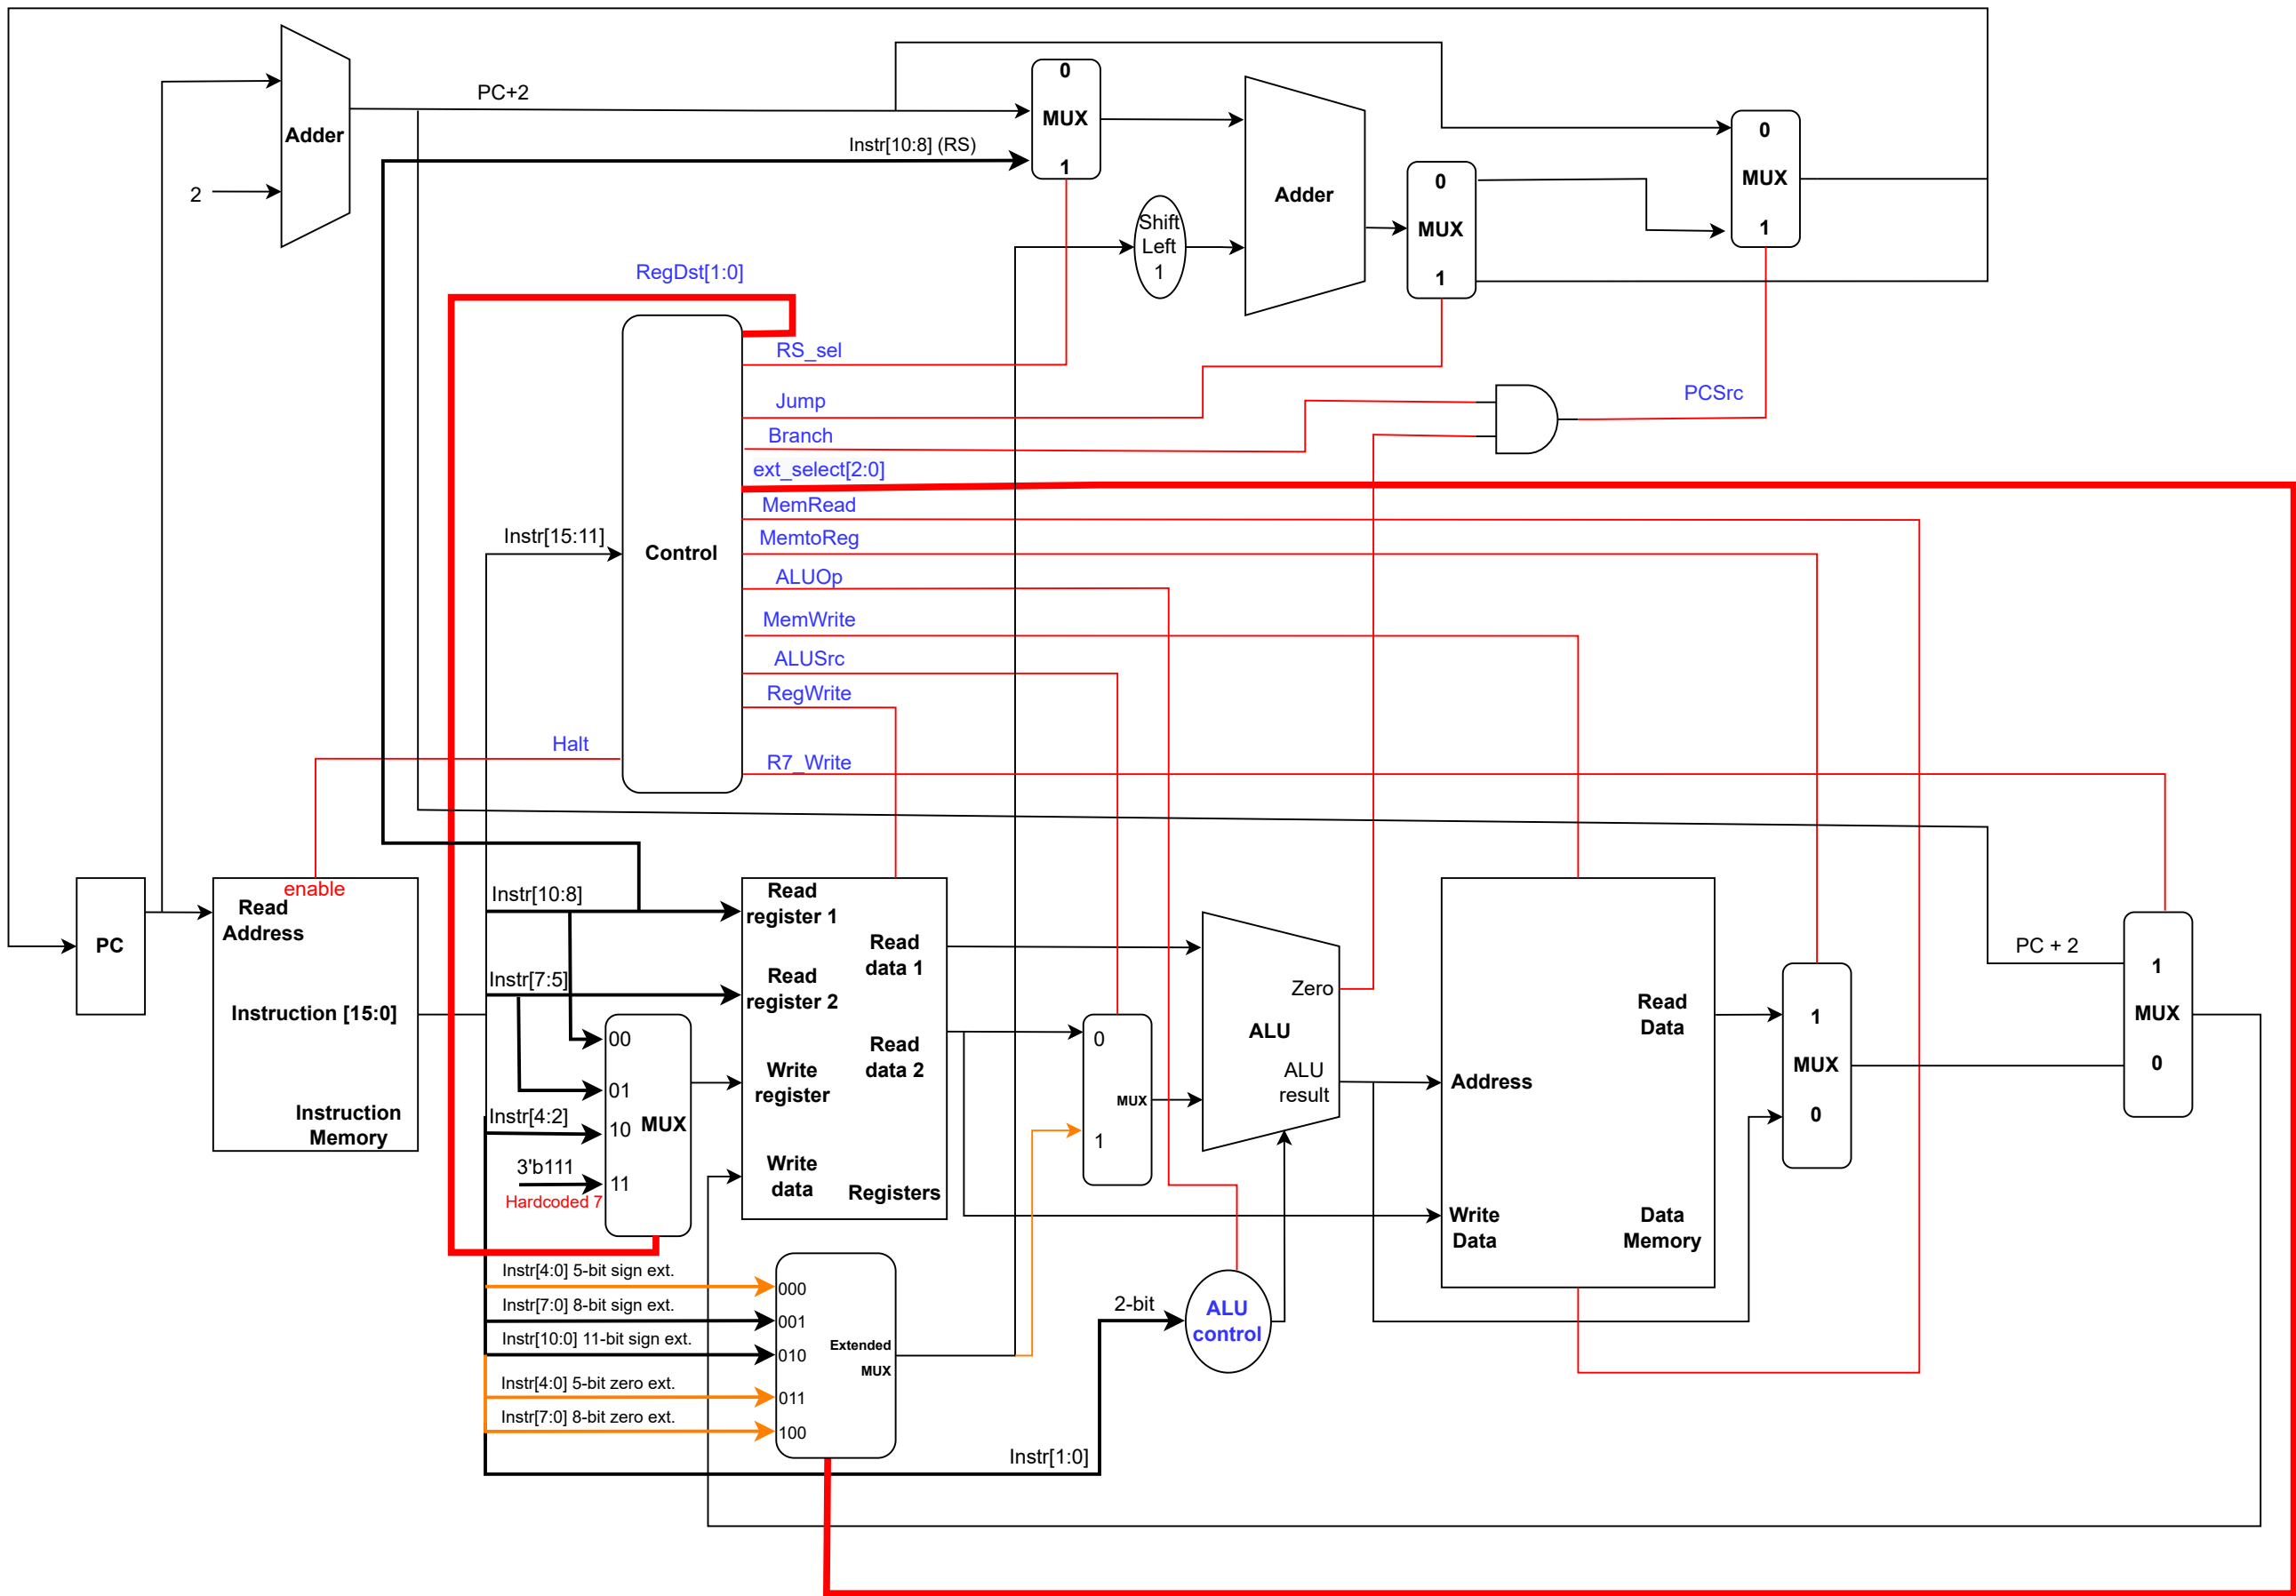 0
MUX
1
PC+2
Adder
2
Instr[10:8] (RS)
Shift
Left
1
Adder
0
MUX
1
0
MUX
1
RegDst[1:0]
RS_sel
Jump
Branch
PCSrc
ext_select[2:0]
MemRead
MemtoReg
ALUOp
MemWrite
ALUSrc
RegWrite
R7_Write
Instr[15:11]
Control
Halt
enable
Read
Address
PC
Instruction [15:0]
Instruction
Memory
Instr[10:8]
Instr[7:5]
Instr[4:2]
3'b111
Hardcoded 7
00
01
10
11
MUX
Read
register 1
Read
register 2
Write
register
Write
data
Read
data 1
Read
data 2
Registers
0
MUX
1
Zero
ALU
ALU
result
Address
Write
Data
Read
Data
Data
Memory
1
MUX
0
PC + 2
1
MUX
0
Instr[4:0] 5-bit sign ext.
Instr[7:0] 8-bit sign ext.
Instr[10:0] 11-bit sign ext.
Instr[4:0] 5-bit zero ext.
Instr[7:0] 8-bit zero ext.
000
001
010
011
100
Extended
MUX
2-bit
ALU
control
Instr[1:0]